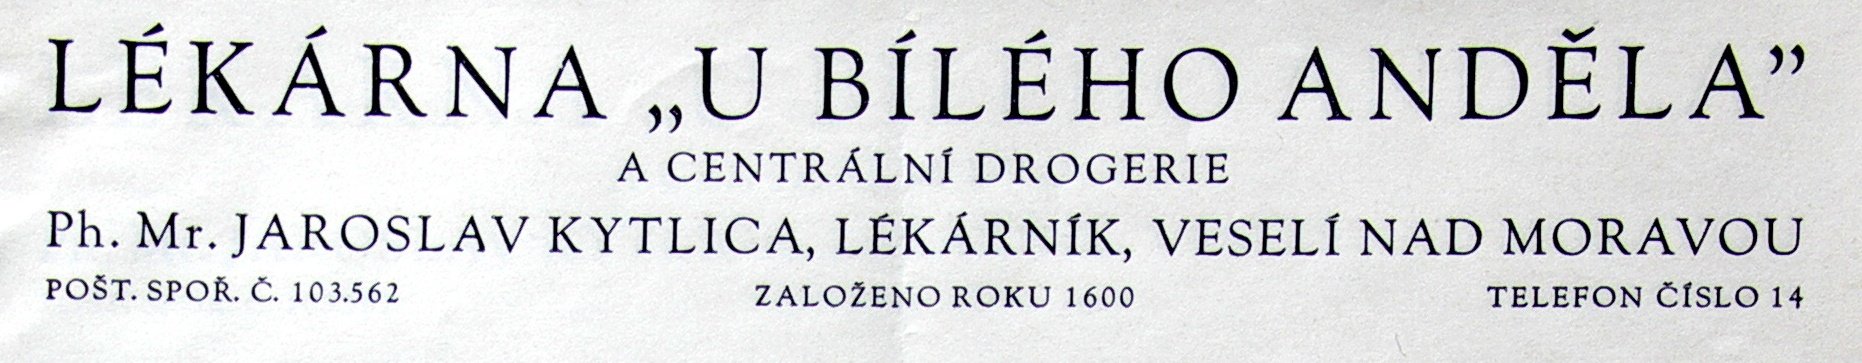 LÉKÁRNA „U BÍLÉHO ANDĚLA”
A CENTRÁLNÍ DROGERIE
Ph. Mr. JAROSLAV KYTLICA, LÉKÁRNÍK, VESELÍ NAD MORAVOU
POŠT. SPOŘ. Č. 103.562 ZALOŽENO ROKU 1600 TELEFON ČÍSLO 14